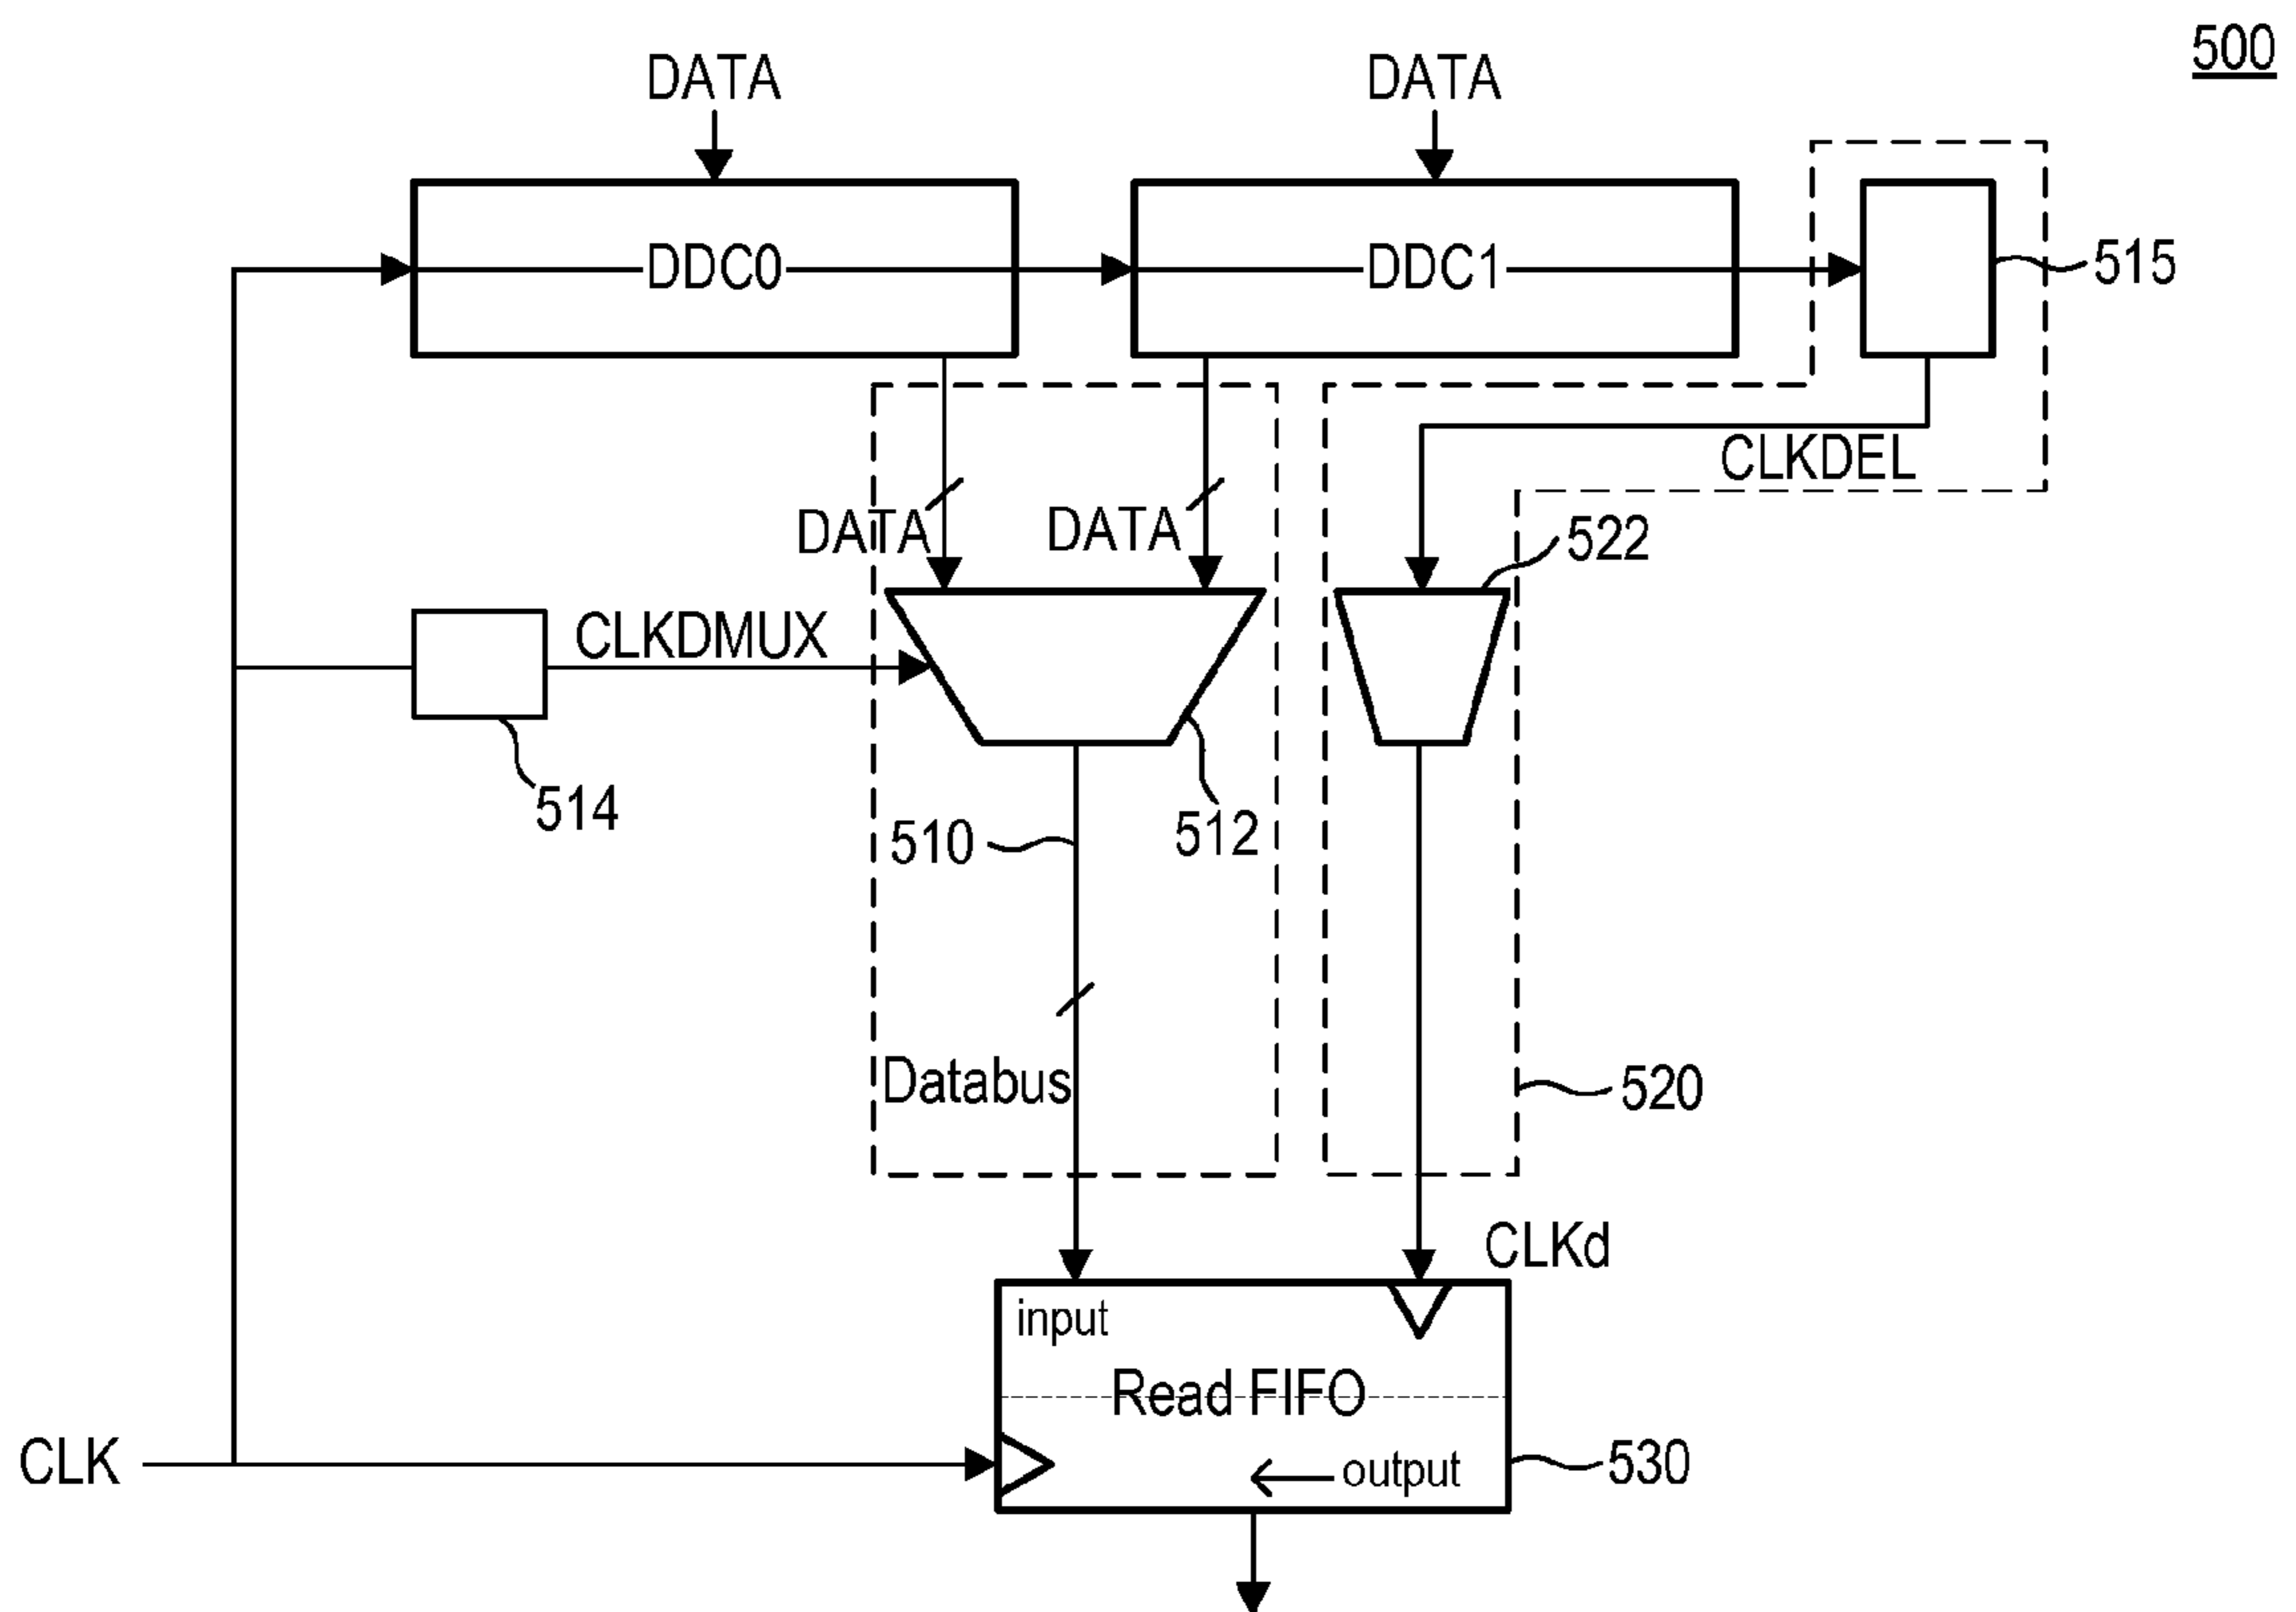 500
DATA
DATA
DDC0
DDC1
515
CLKDEL
DATA
DATA
522
CLKDMUX
514
510
512
Databus
520
CLKd
input
Read FIFO
CLK
output
530